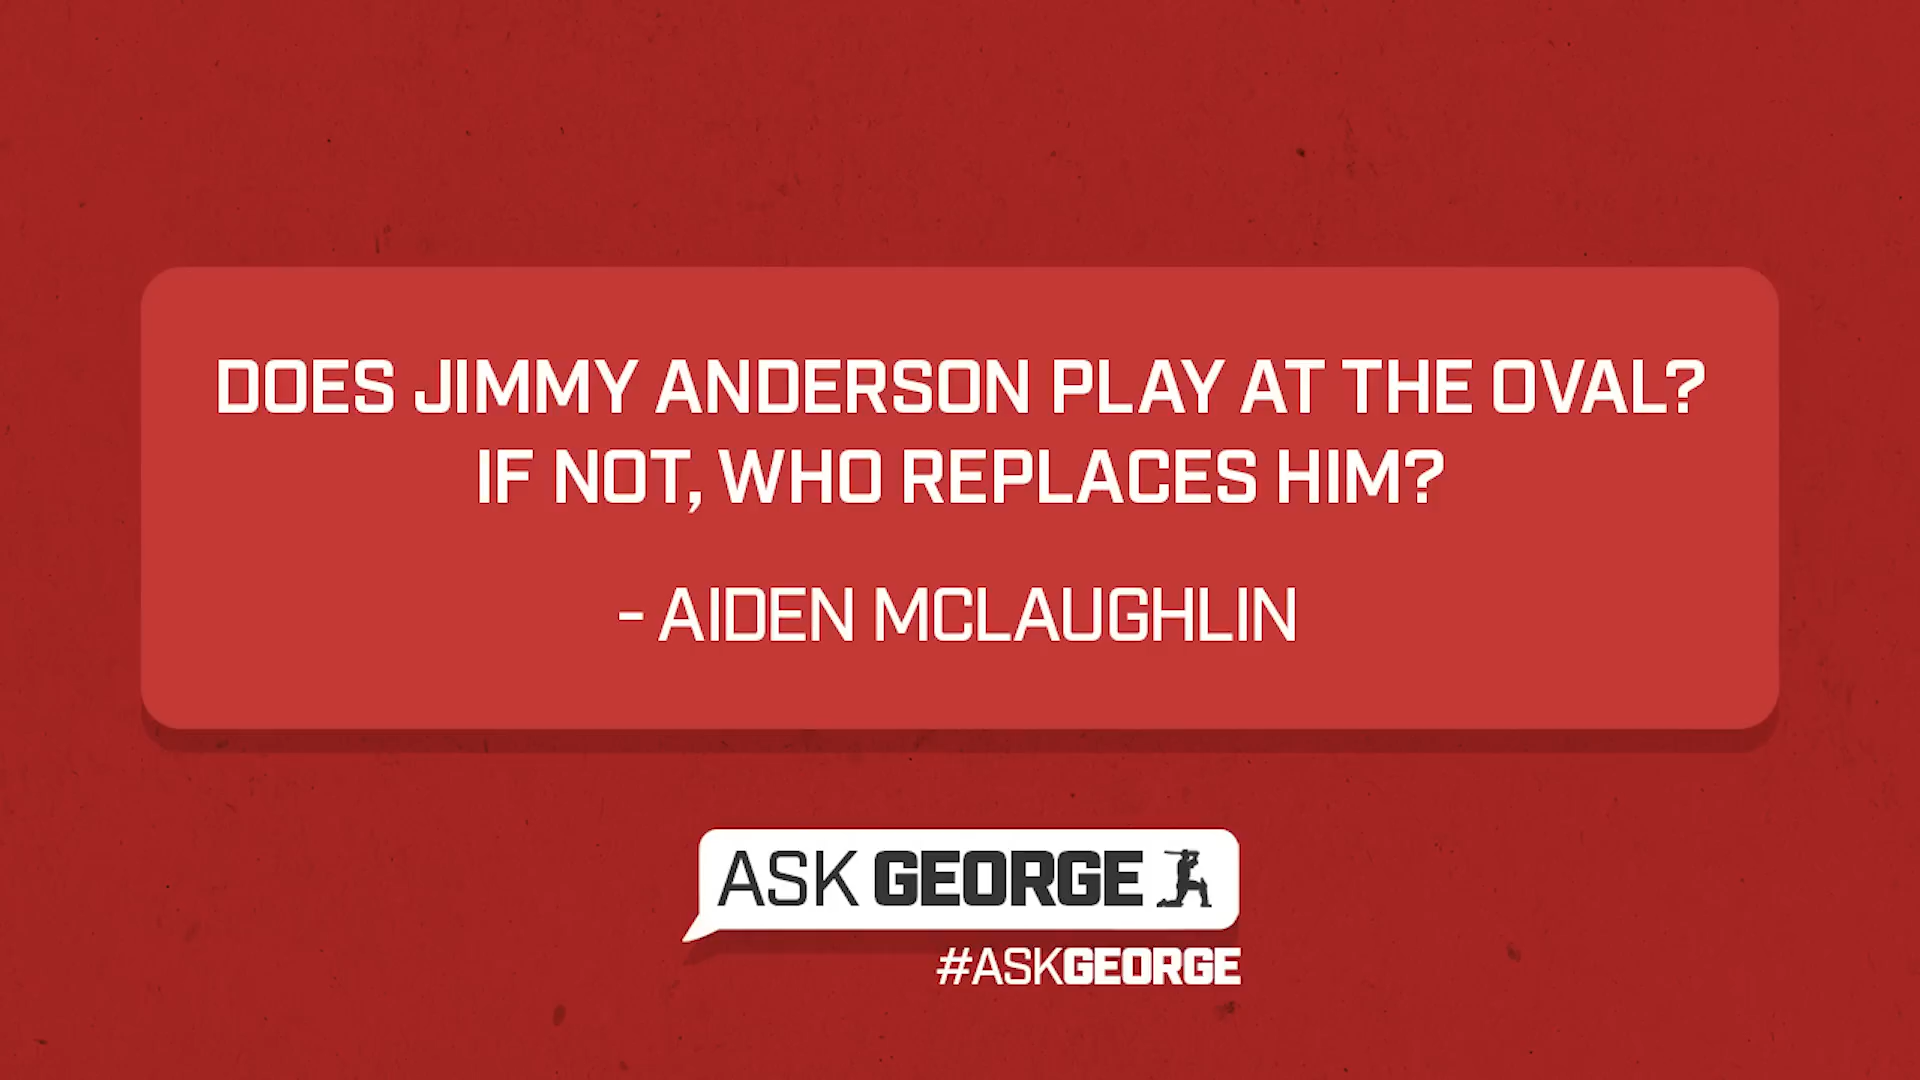 DOES JIMMY ANDERSON PLAY AT THE OVAL?
IF NOT, WHO REPLACES HIM?
- AIDEN MCLAUGHLIN
ASK GEORGE
#ASKGEORGE